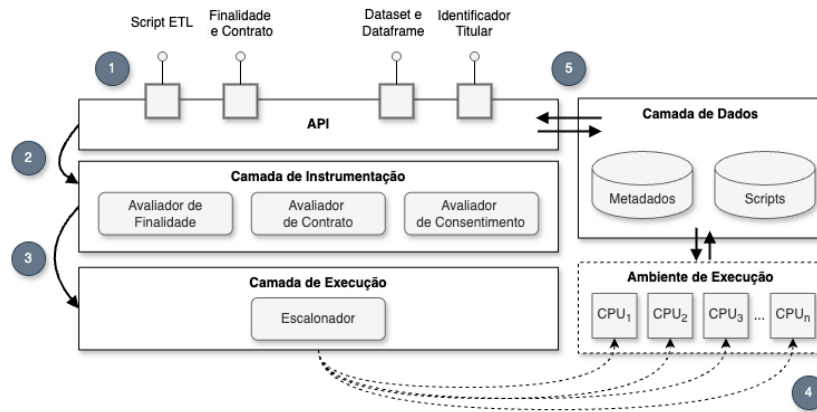 Script ETL
Finalidade
e Contrato
Dataset e
Dataframe
Identificador
Titular
1
5
API
Camada de Dados
2
Camada de Instrumentação
Avaliador de
Finalidade
Avaliador
de Contrato
Avaliador
de Consentimento
Metadados
Scripts
3
Camada de Execução
Escalonador
Ambiente de Execução
CPU1
CPU2
CPU3
...
CPUn
4